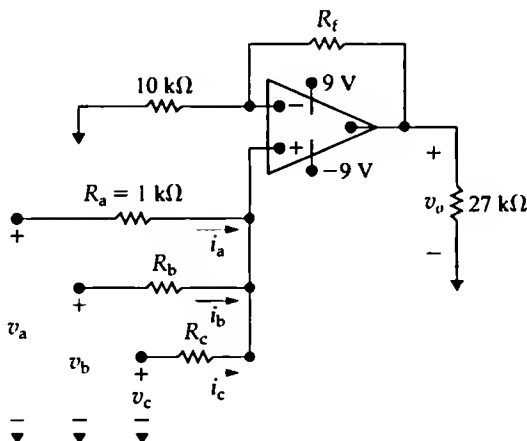 R_f
10 kΩ
9 V
−
+
−9 V
+
v_o
27 kΩ
−
R_a = 1 kΩ
+
i_a
R_b
+
i_b
v_a
R_c
v_b
+
v_c
i_c
− − −